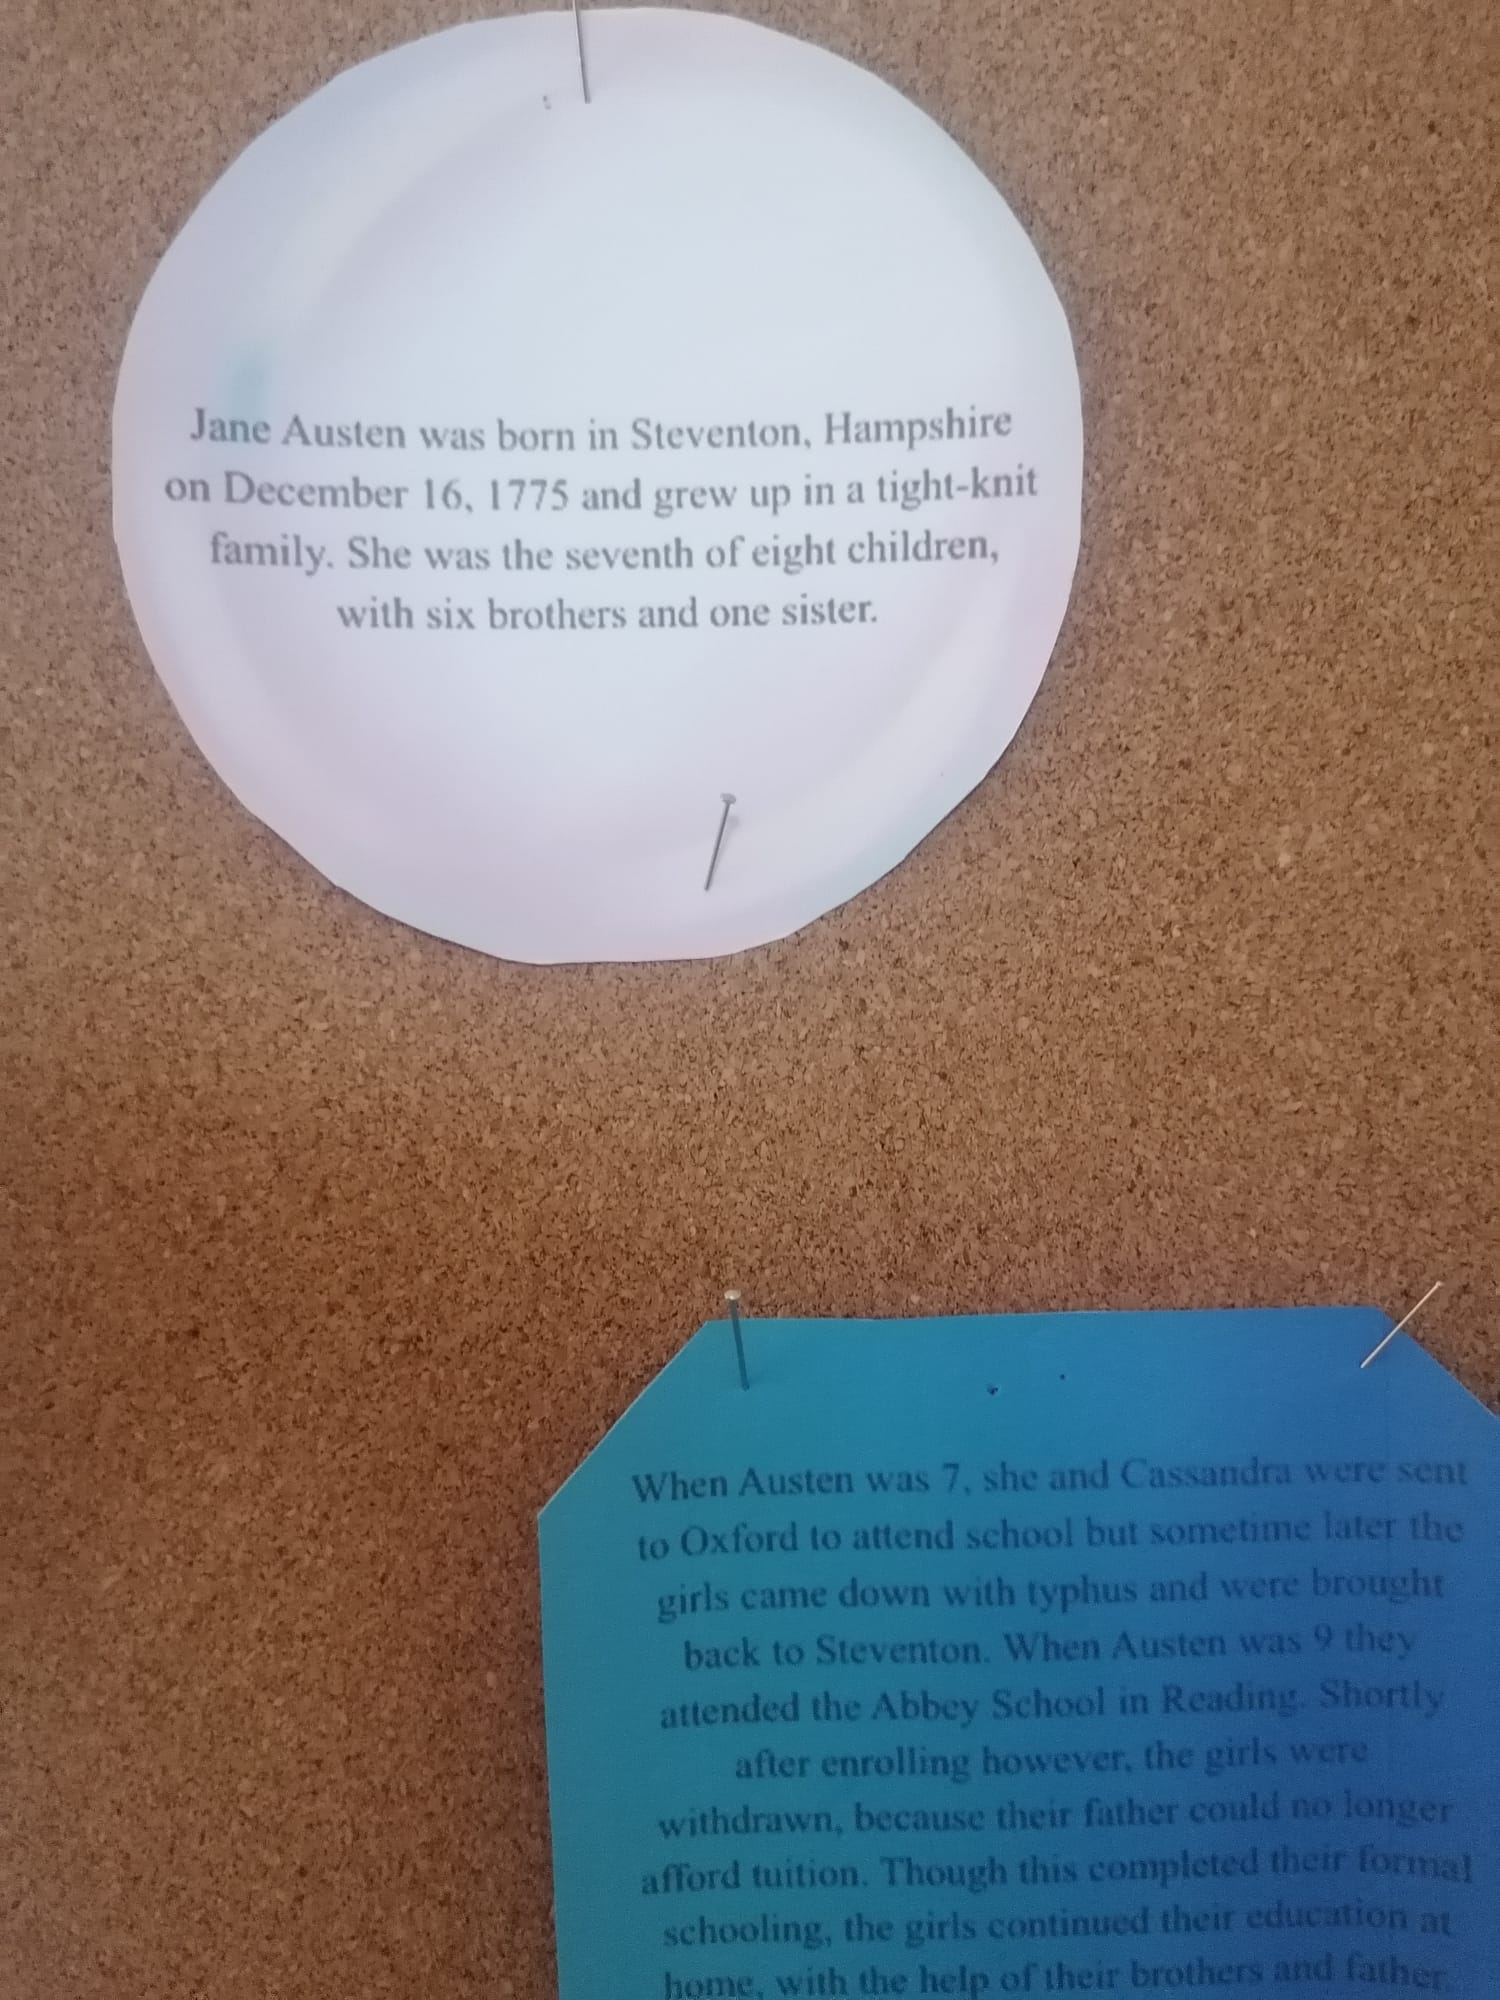 Jane Austen was born in Steventon, Hampshire
on December 16, 1775 and grew up in a tight-knit
family. She was the seventh of eight children,
with six brothers and one sister.
When Austen was 7, she and Cassandra were sent
to Oxford to attend school but sometime later the
girls came down with typhus and were brought
back to Steventon. When Austen was 9 they
attended the Abbey School in Reading. Shortly
after enrolling however, the girls were
withdrawn, because their father could no longer
afford tuition. Though this completed their formal
schooling, the girls continued their education at
home, with the help of their brothers and father.